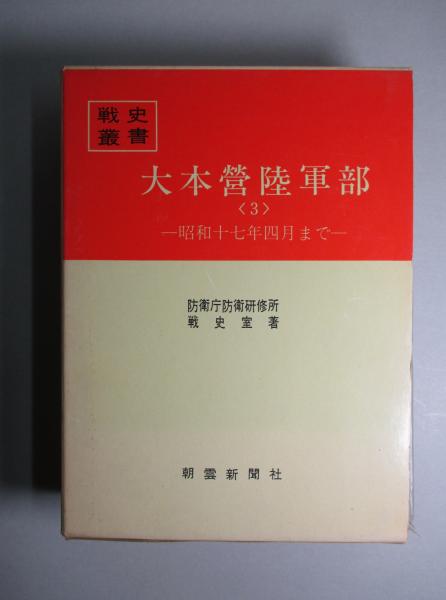 戦史
叢書
大本營陸軍部
〈3〉
―昭和十七年四月まで―
防衛庁防衛研修所
戦史室著
朝雲新聞社